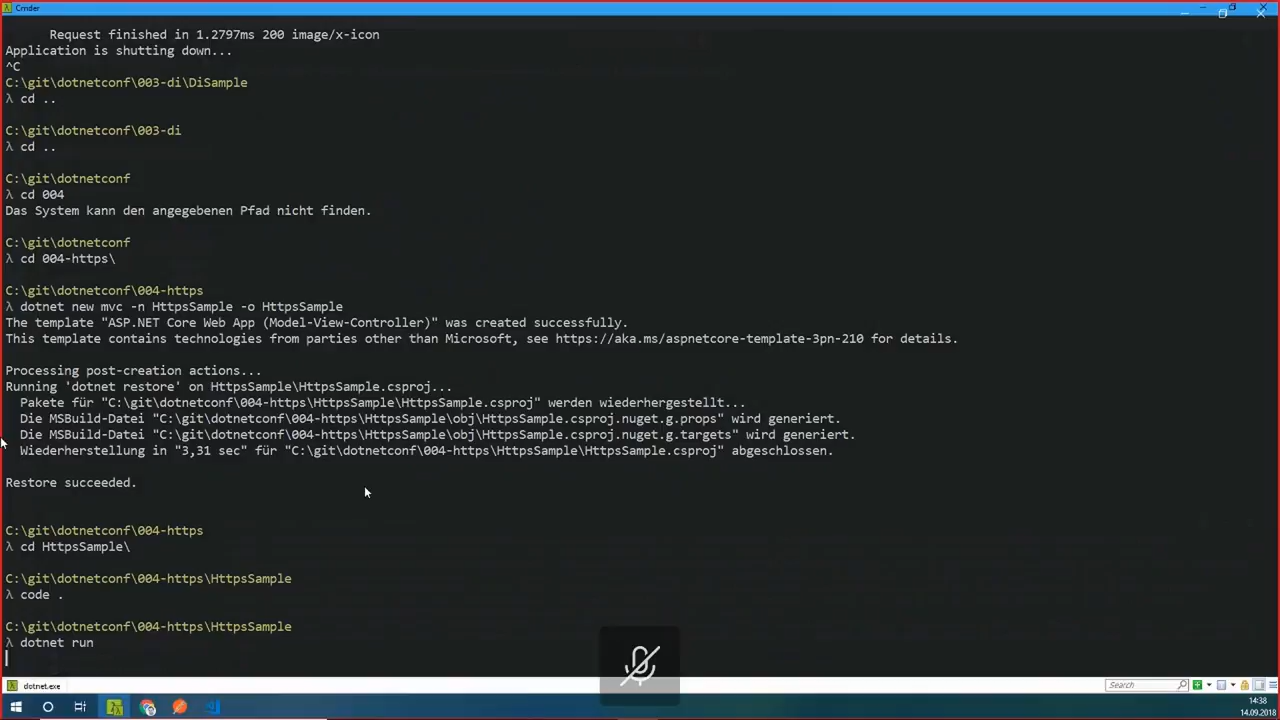 Cmder
Request finished in 1.2797ms 200 image/x-icon
Application is shutting down...
^C
C:\git\dotnetconf\003-di\DiSample
λ cd ..
C:\git\dotnetconf\003-di
λ cd ..
C:\git\dotnetconf
λ cd 004
Das System kann den angegebenen Pfad nicht finden.
C:\git\dotnetconf
λ cd 004-https\
C:\git\dotnetconf\004-https
λ dotnet new mvc -n HttpsSample -o HttpsSample
The template "ASP.NET Core Web App (Model-View-Controller)" was created successfully.
This template contains technologies from parties other than Microsoft, see https://aka.ms/aspnetcore-template-3pn-210 for details.
Processing post-creation actions...
Running 'dotnet restore' on HttpsSample\HttpsSample.csproj...
Pakete für "C:\git\dotnetconf\004-https\HttpsSample\HttpsSample.csproj" werden wiederhergestellt...
Die MSBuild-Datei "C:\git\dotnetconf\004-https\HttpsSample\obj\HttpsSample.csproj.nuget.g.props" wird generiert.
Die MSBuild-Datei "C:\git\dotnetconf\004-https\HttpsSample\obj\HttpsSample.csproj.nuget.g.targets" wird generiert.
Wiederherstellung in "3,31 sec" für "C:\git\dotnetconf\004-https\HttpsSample\HttpsSample.csproj" abgeschlossen.
Restore succeeded.
C:\git\dotnetconf\004-https
λ cd HttpsSample\
C:\git\dotnetconf\004-https\HttpsSample
λ code .
C:\git\dotnetconf\004-https\HttpsSample
λ dotnet run
dotnet.exe
Search
14:38
14.09.2018